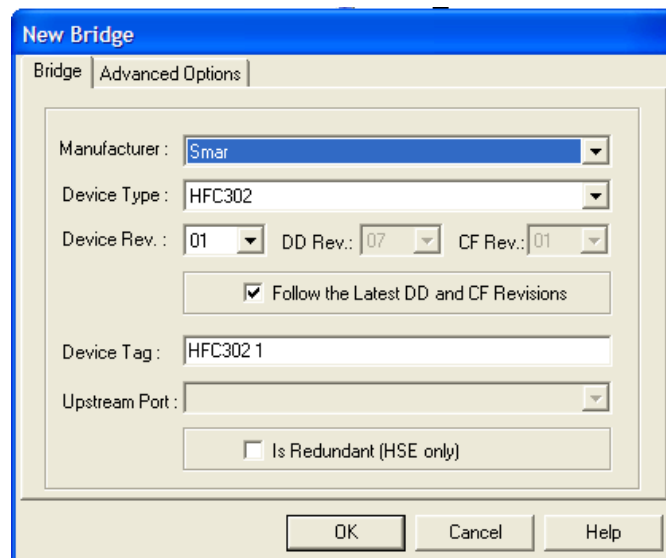 New Bridge
Bridge Advanced Options
Manufacturer : Smar
Device Type : HFC302
Device Rev. : 01 DD Rev.: 07 CF Rev.: 01
Follow the Latest DD and CF Revisions
Device Tag : HFC302 1
Upstream Port :
Is Redundant (HSE only)
OK Cancel Help